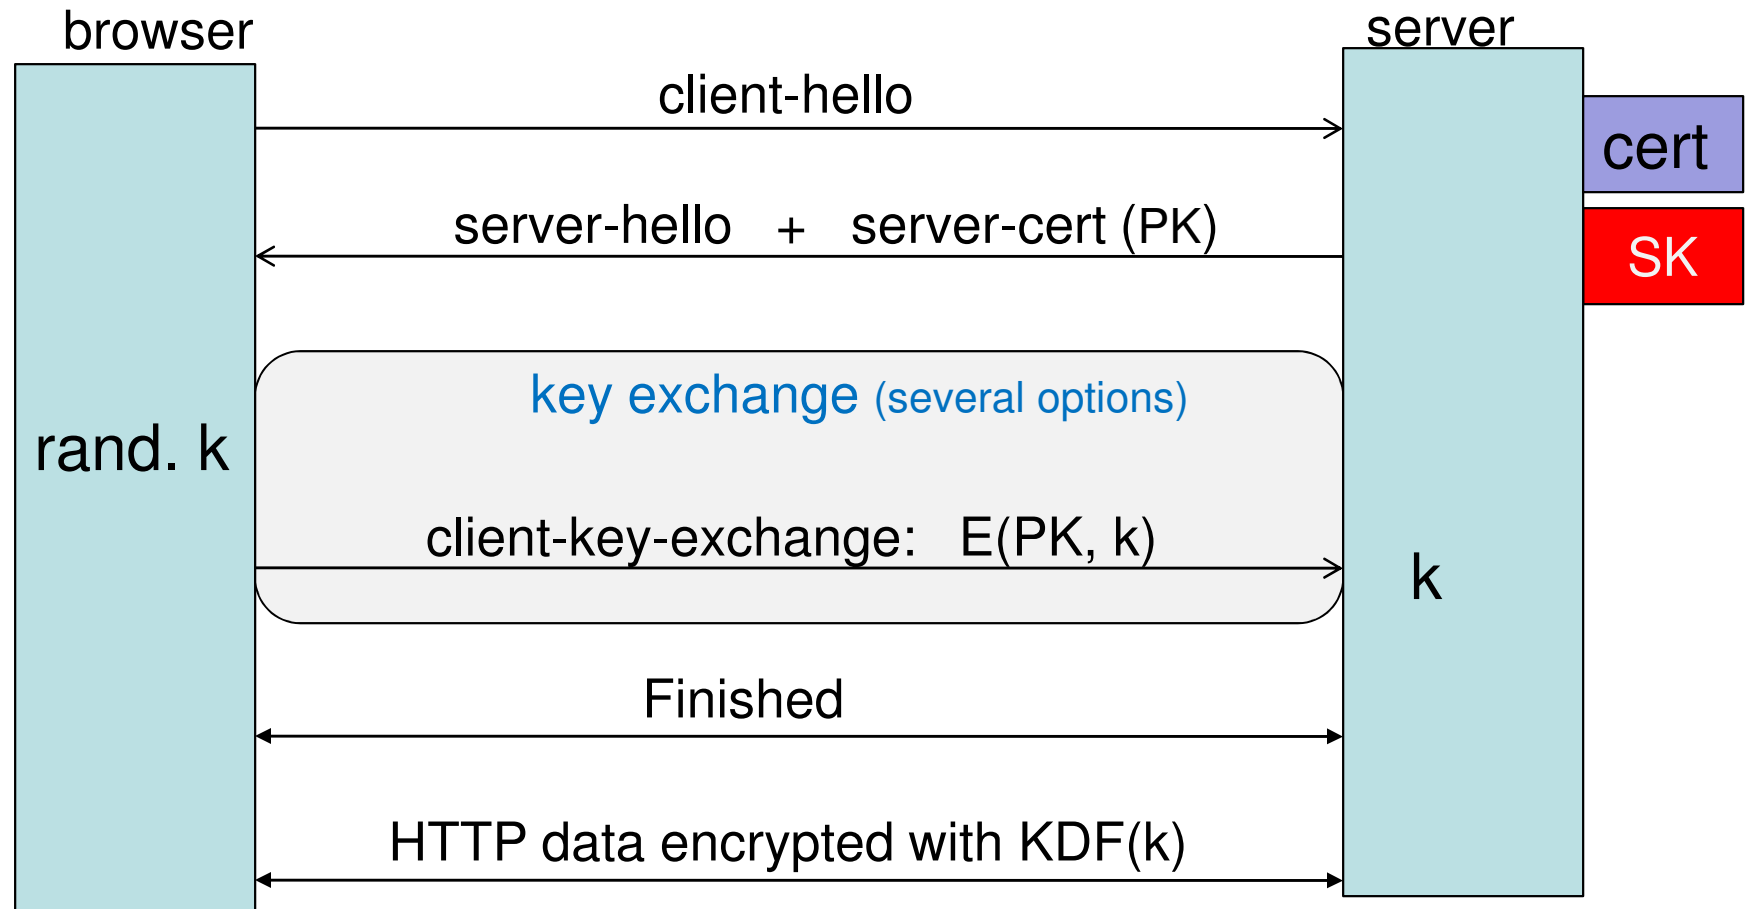 browser
server
client-hello
cert
server-hello + server-cert (PK)
SK
key exchange (several options)
rand. k
client-key-exchange: E(PK, k)
k
Finished
HTTP data encrypted with KDF(k)